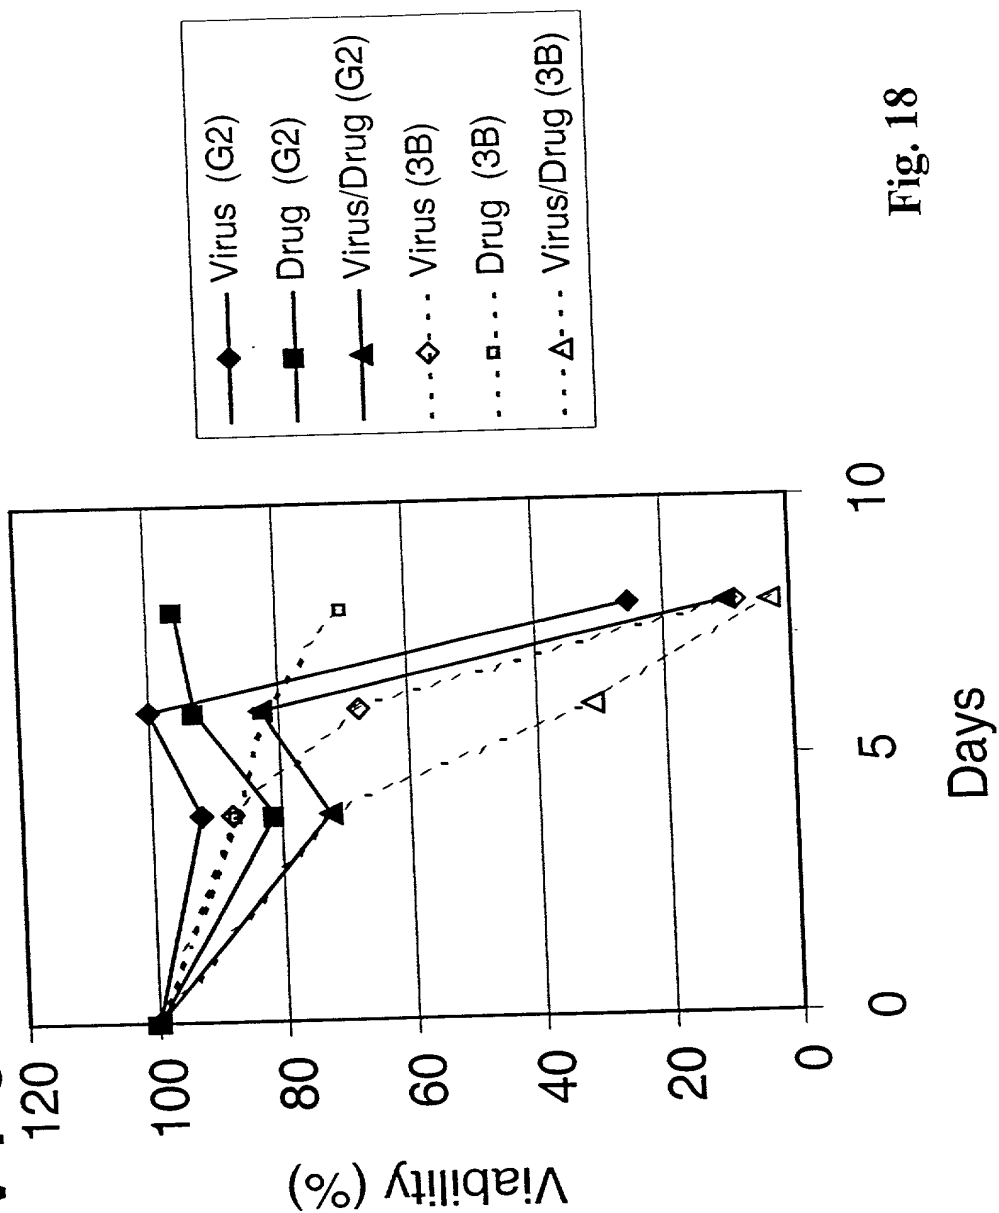 120
100
80
60
40
20
0
Viability (%)
0
5
10
Days
Virus (G2)
Drug (G2)
Virus/Drug (G2)
Virus (3B)
Drug (3B)
Virus/Drug (3B)
Fig. 18